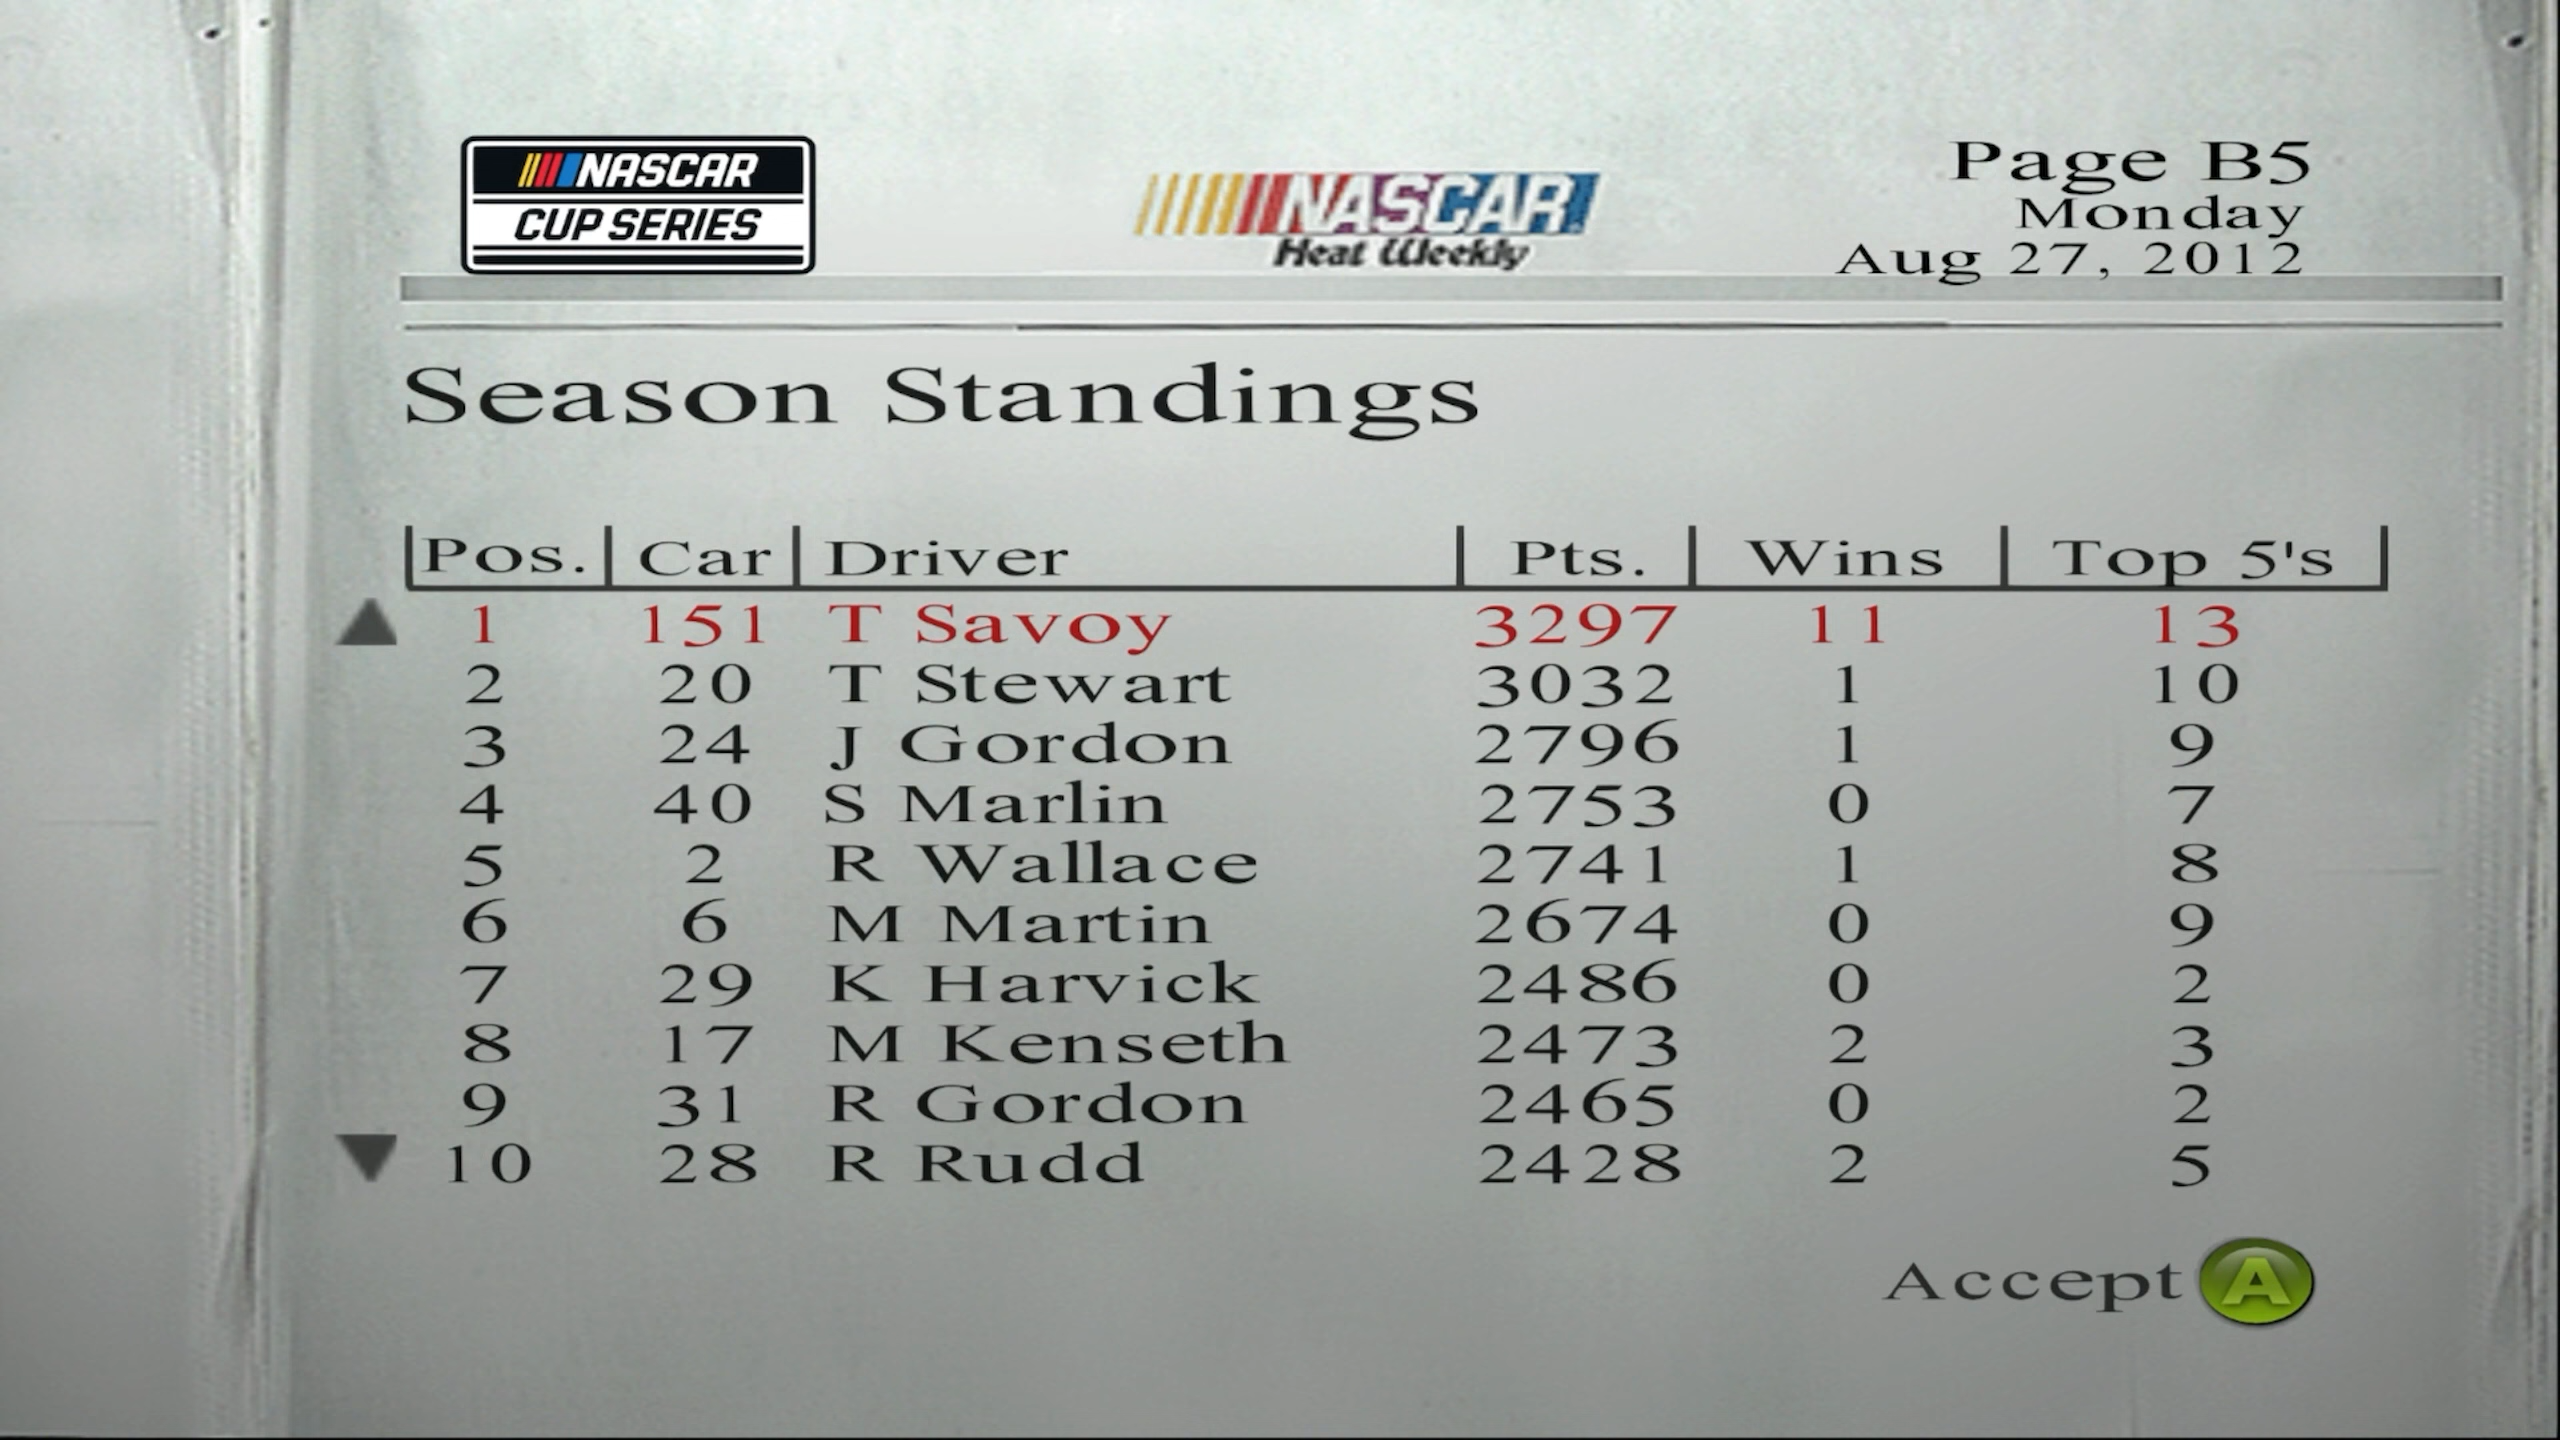 NASCAR
CUP SERIES
NASCAR
Heat Weekly
Page B5
Monday
Aug 27, 2012
Season Standings
Pos. Car Driver Pts. Wins Top 5's
1 151 T Savoy 3297 11 13
2 20 T Stewart 3032 1 10
3 24 J Gordon 2796 1 9
4 40 S Marlin 2753 0 7
5 2 R Wallace 2741 1 8
6 6 M Martin 2674 0 9
7 29 K Harvick 2486 0 2
8 17 M Kenseth 2473 2 3
9 31 R Gordon 2465 0 2
10 28 R Rudd 2428 2 5
Accept A